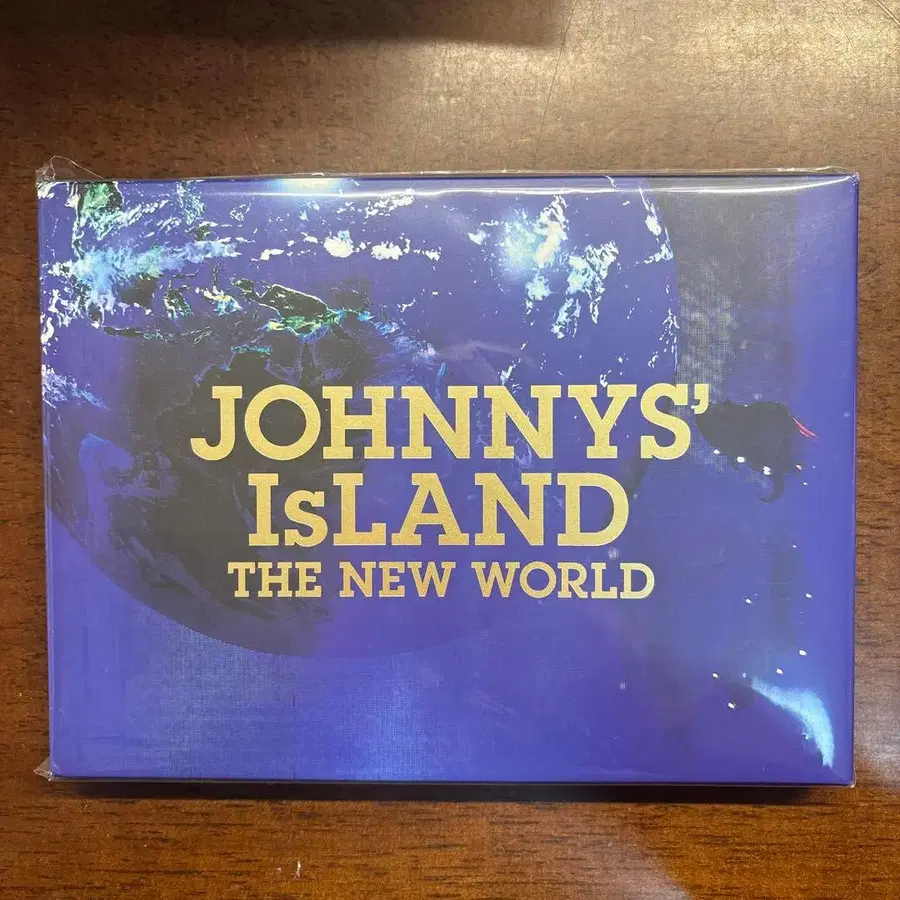 JOHNNYS’
IsLAND
THE NEW WORLD